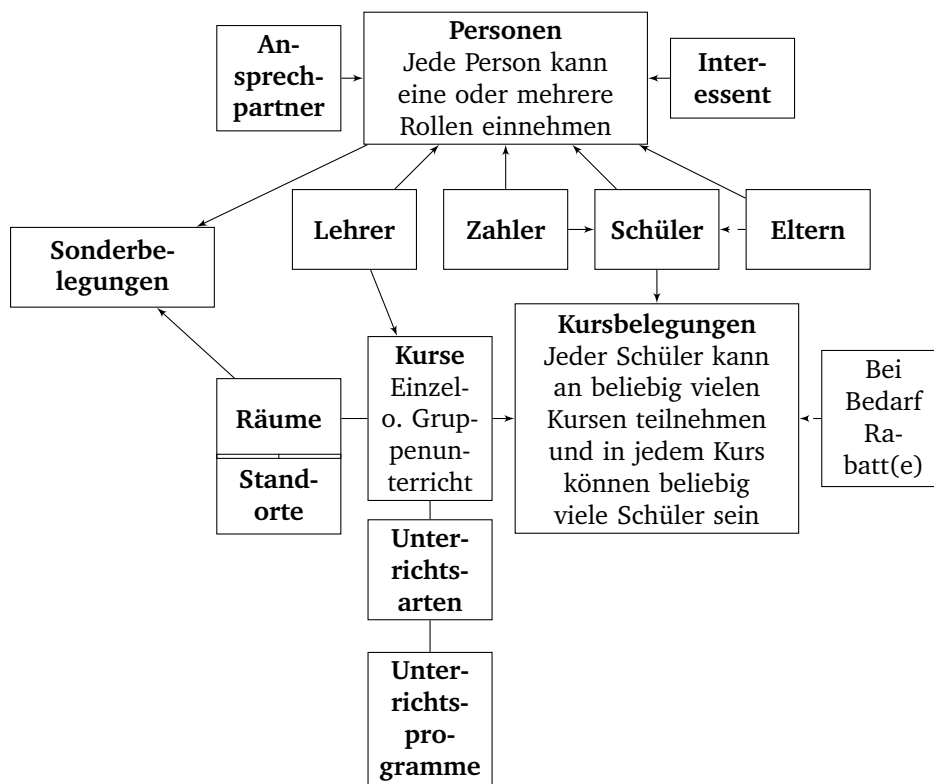 An-
sprech-
partner
Personen
Jede Person kann
eine oder mehrere
Rollen einnehmen
Inter-
essent
Lehrer
Zahler
Schüler
Eltern
Sonderbe-
legungen
Kurse
Einzel-
o. Grup-
penun-
terricht
Kursbelegungen
Jeder Schüler kann
an beliebig vielen
Kursen teilnehmen
und in jedem Kurs
können beliebig
viele Schüler sein
Bei
Bedarf
Ra-
batt(e)
Räume
Stand-
orte
Unter-
richts-
arten
Unter-
richts-
pro-
gramme